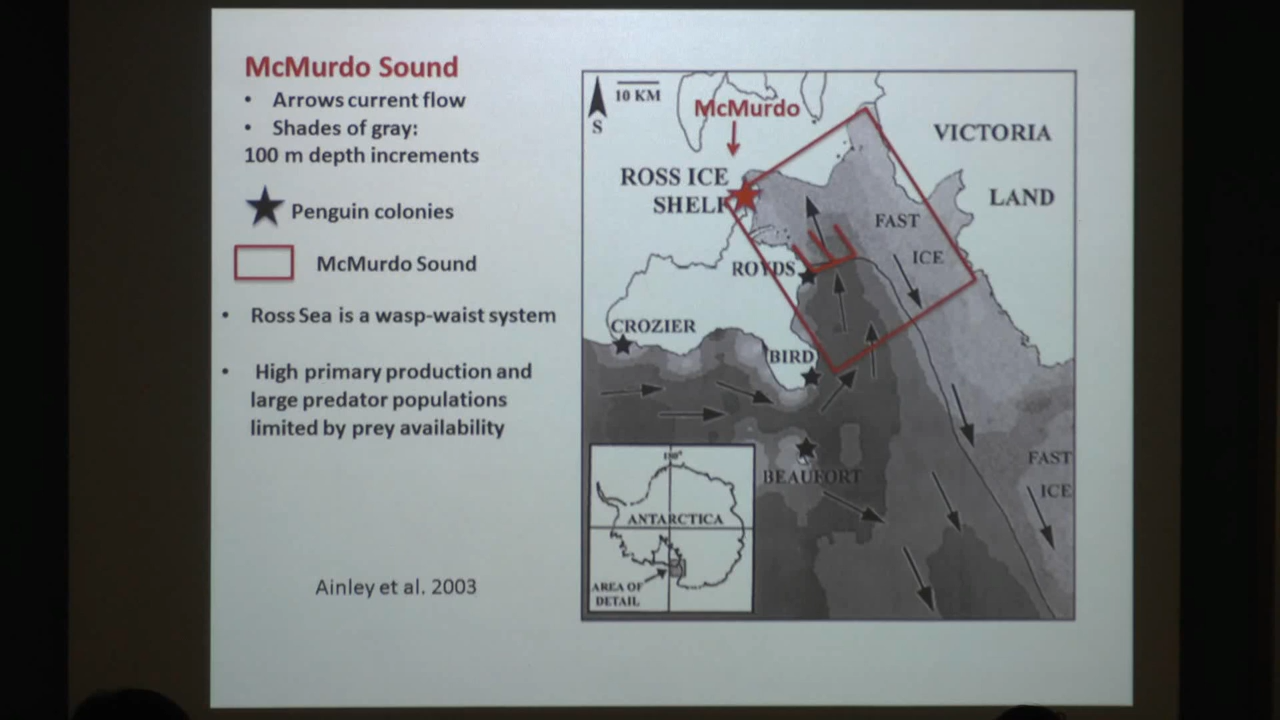 McMurdo Sound
• Arrows current flow
• Shades of gray:
100 m depth increments
Penguin colonies
McMurdo Sound
• Ross Sea is a wasp-waist system
• High primary production and
large predator populations
limited by prey availability
Ainley et al. 2003
10 KM
S
McMurdo
VICTORIA
LAND
ROSS ICE
SHELF
FAST
ICE
ROYDS
CROZIER
BIRD
BEAUFORT
FAST
ICE
180°
ANTARCTICA
AREA OF
DETAIL